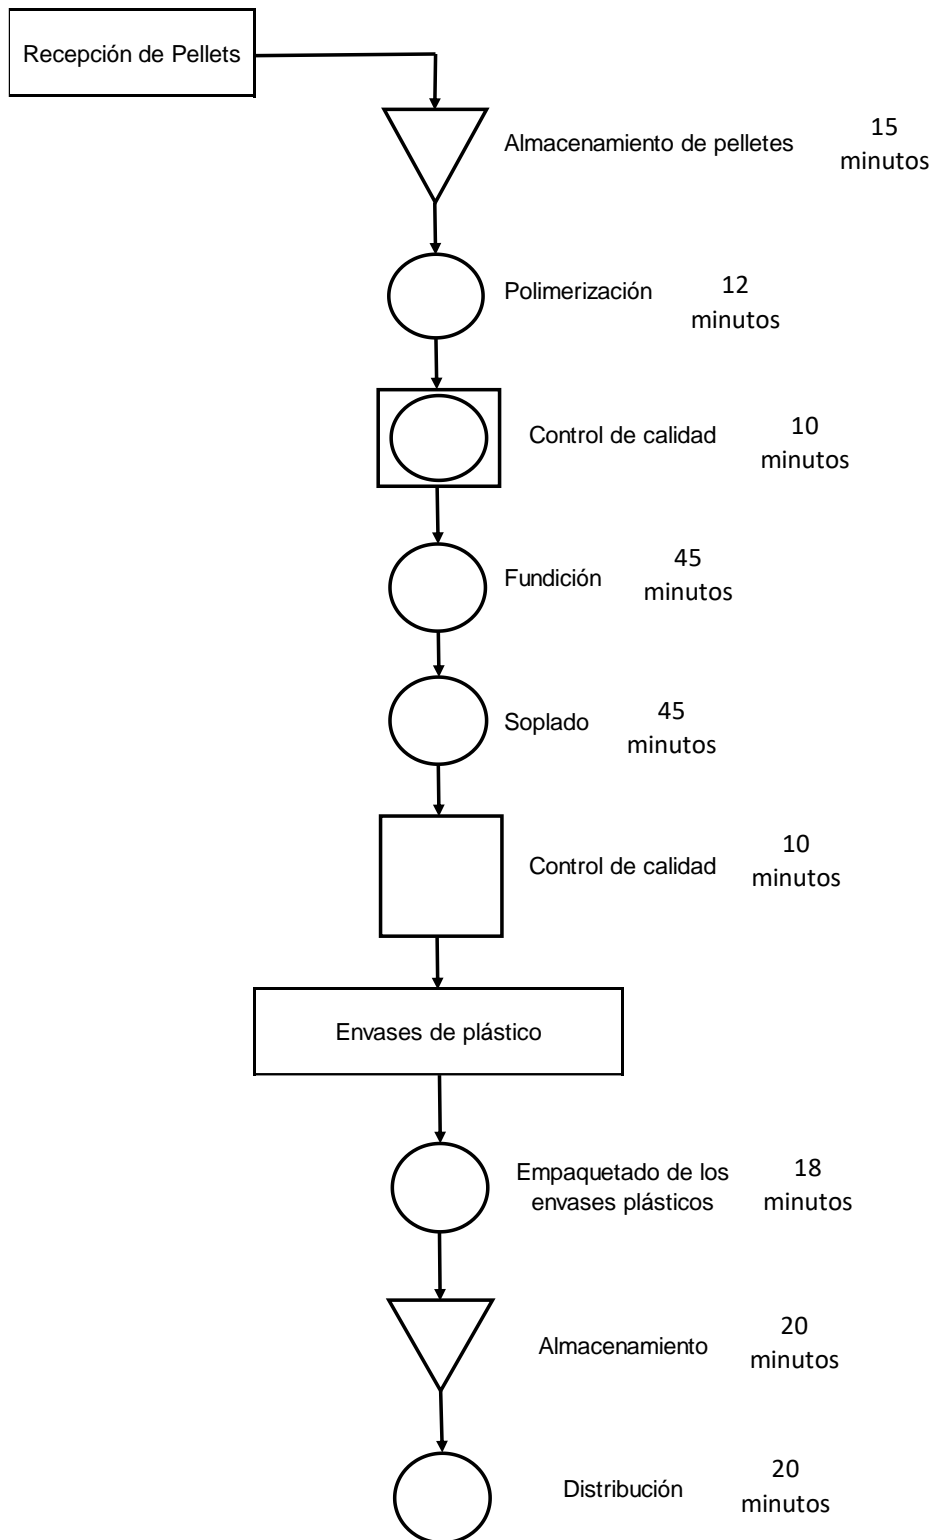 Recepción de Pellets
Almacenamiento de pelletes
15
minutos
Polimerización
12
minutos
Control de calidad
10
minutos
Fundición
45
minutos
Soplado
45
minutos
Control de calidad
10
minutos
Envases de plástico
Empaquetado de los
envases plásticos
18
minutos
Almacenamiento
20
minutos
Distribución
20
minutos